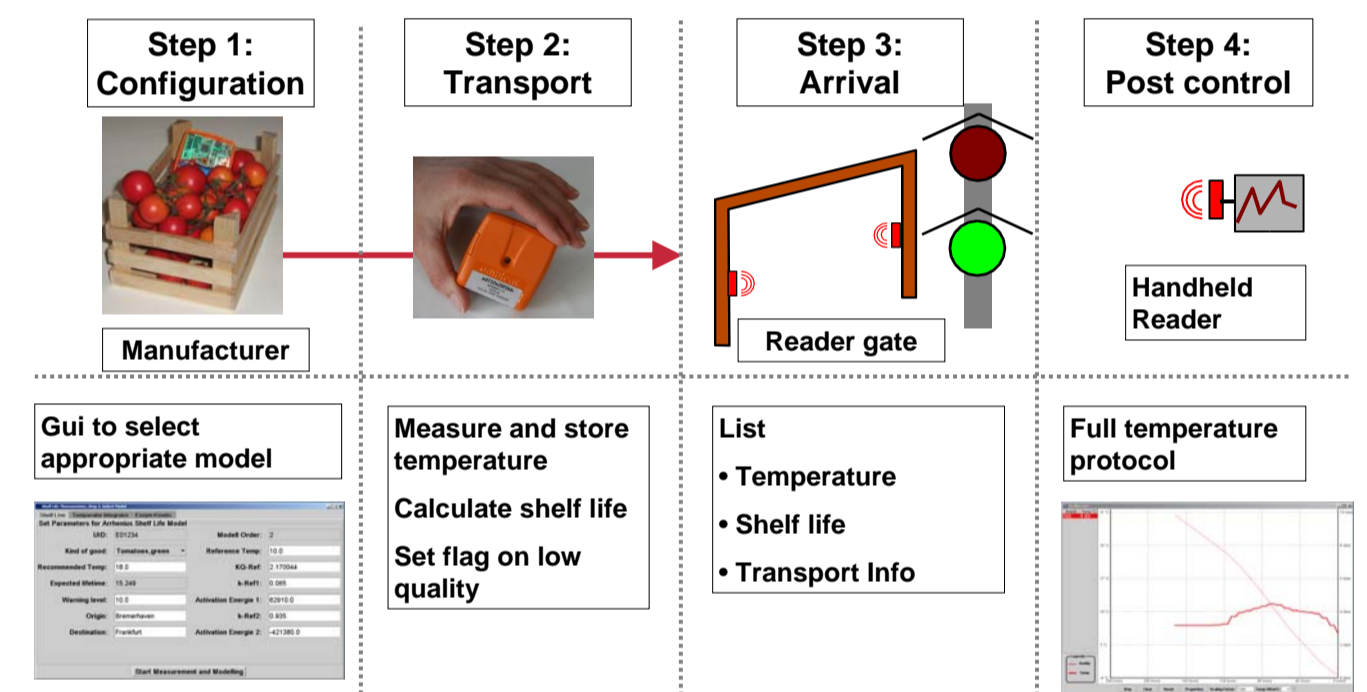 Step 1:
Configuration
Step 2:
Transport
Step 3:
Arrival
Step 4:
Post control
Manufacturer
Reader gate
Handheld
Reader
Gui to select
appropriate model
Measure and store
temperature
Calculate shelf life
Set flag on low
quality
List
• Temperature
• Shelf life
• Transport Info
Full temperature
protocol
Set Parameters for Arrhenius Shelf Life Model
UID: E01234 Modell Order: 2
Kind of good: Tomatoes,green Reference Temp: 10.0
Recommended Temp: 18.0 KQ-Ref: 2.170044
Expected lifetime: 15.249 k-Ref1: 0.065
Warning level: 10.0 Activation Energie 1: 82910.0
Origin: Bremerhaven k-Ref2: 0.835
Destination: Frankfurt Activation Energie 2: -421380.0
Start Measurement and Modelling